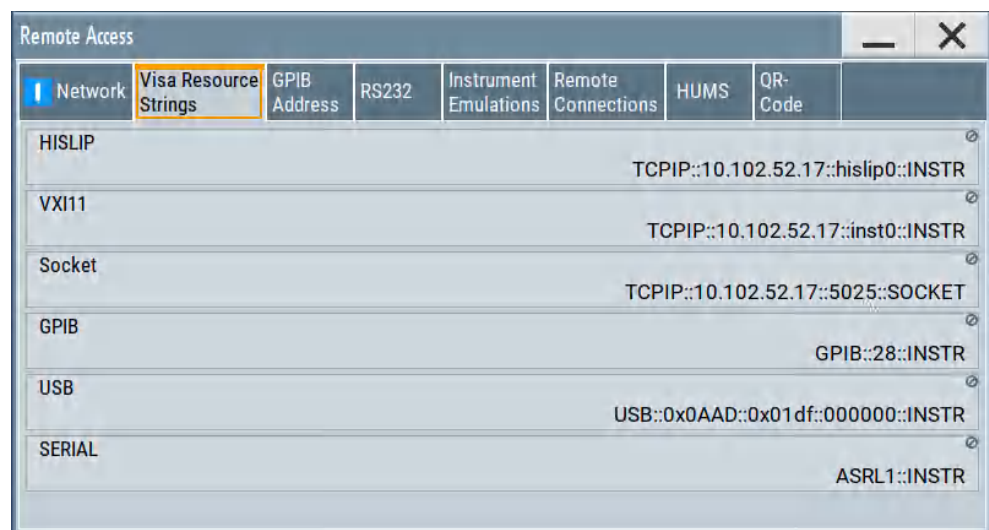 Remote Access
Network
Visa Resource
Strings
GPIB
Address
RS232
Instrument
Emulations
Remote
Connections
HUMS
QR-
Code
HISLIP
TCPIP::10.102.52.17::hislip0::INSTR
VXI11
TCPIP::10.102.52.17::inst0::INSTR
Socket
TCPIP::10.102.52.17::5025::SOCKET
GPIB
GPIB::28::INSTR
USB
USB::0x0AAD::0x01df::000000::INSTR
SERIAL
ASRL1::INSTR